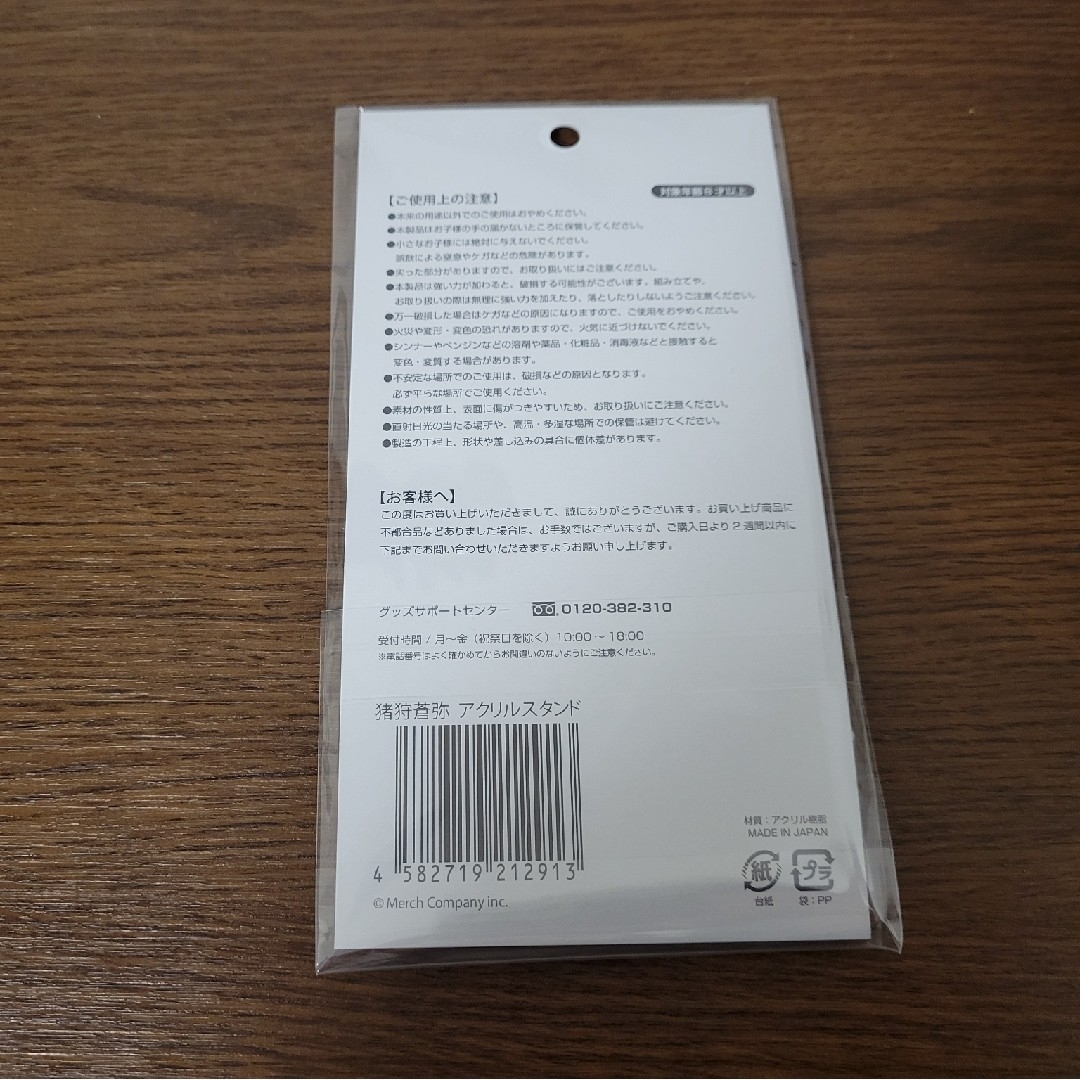 対象年齢6才以上
【ご使用上の注意】
●本来の用途以外でのご使用はおやめください。
●本製品はお子様の手の届かないところに保管してください。
●小さなお子様には絶対に与えないでください。
誤飲による窒息やケガなどの危険があります。
●尖った部分がありますので、お取り扱いにはご注意ください。
●本製品は強い力が加わると、破損する可能性がございます。組み立てや、
お取り扱いの際は無理に強い力を加えたり、落としたりしないようご注意ください。
●万一破損した場合はケガなどの原因になりますので、ご使用をおやめください。
●火災や変形・変色の恐れがありますので、火気に近づけないでください。
●シンナーやベンジンなどの溶剤や薬品・化粧品・消毒液などと接触すると
変色・変質する場合があります。
●不安定な場所でのご使用は、破損などの原因となります。
必ず平らな場所でご使用ください。
●素材の性質上、表面に傷がつきやすいため、お取り扱いにご注意ください。
●直射日光の当たる場所や、高温・多湿な場所での保管は避けてください。
●製造の工程上、形状や差し込みの具合に個体差があります。
【お客様へ】
この度はお買い上げいただきまして、誠にありがとうございます。お買い上げ商品に
不都合品などありました場合は、お手数ではございますが、ご購入日より2週間以内に
下記までお問い合わせいただきますようお願い申し上げます。
グッズサポートセンター 0120-382-310
受付時間 / 月〜金（祝祭日を除く）10:00〜18:00
※電話番号はよく確かめてからお間違いのないようにご注意ください。
猪狩蒼弥 アクリルスタンド
4 582719 212913
© Merch Company inc.
材質：アクリル樹脂
MADE IN JAPAN
紙 プラ
台紙 袋：PP